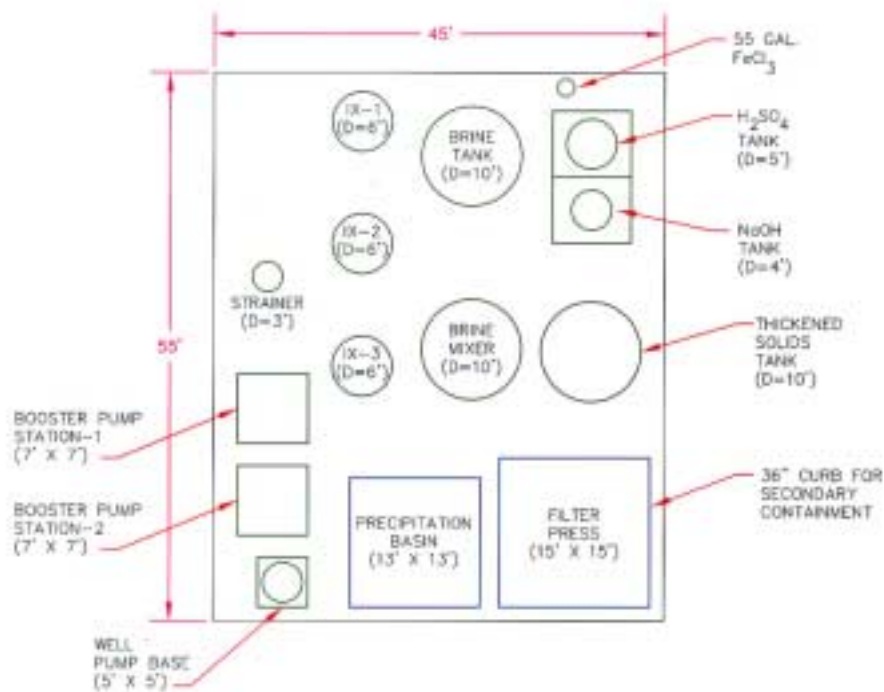 45'
55 GAL.
FeCl3
H2SO4
TANK
(D=5')
NaOH
TANK
(D=4')
IX-1
(D=6')
BRINE
TANK
(D=10')
IX-2
(D=6')
STRAINER
(D=3')
55'
IX-3
(D=6')
BRINE
MIXER
(D=10')
THICKENED
SOLIDS
TANK
(D=10')
BOOSTER PUMP
STATION-1
(7' X 7')
BOOSTER PUMP
STATION-2
(7' X 7')
PRECIPITATION
BASIN
(13' X 13')
FILTER
PRESS
(15' X 15')
36" CURB FOR
SECONDARY
CONTAINMENT
WELL
PUMP BASE
(5' X 5')